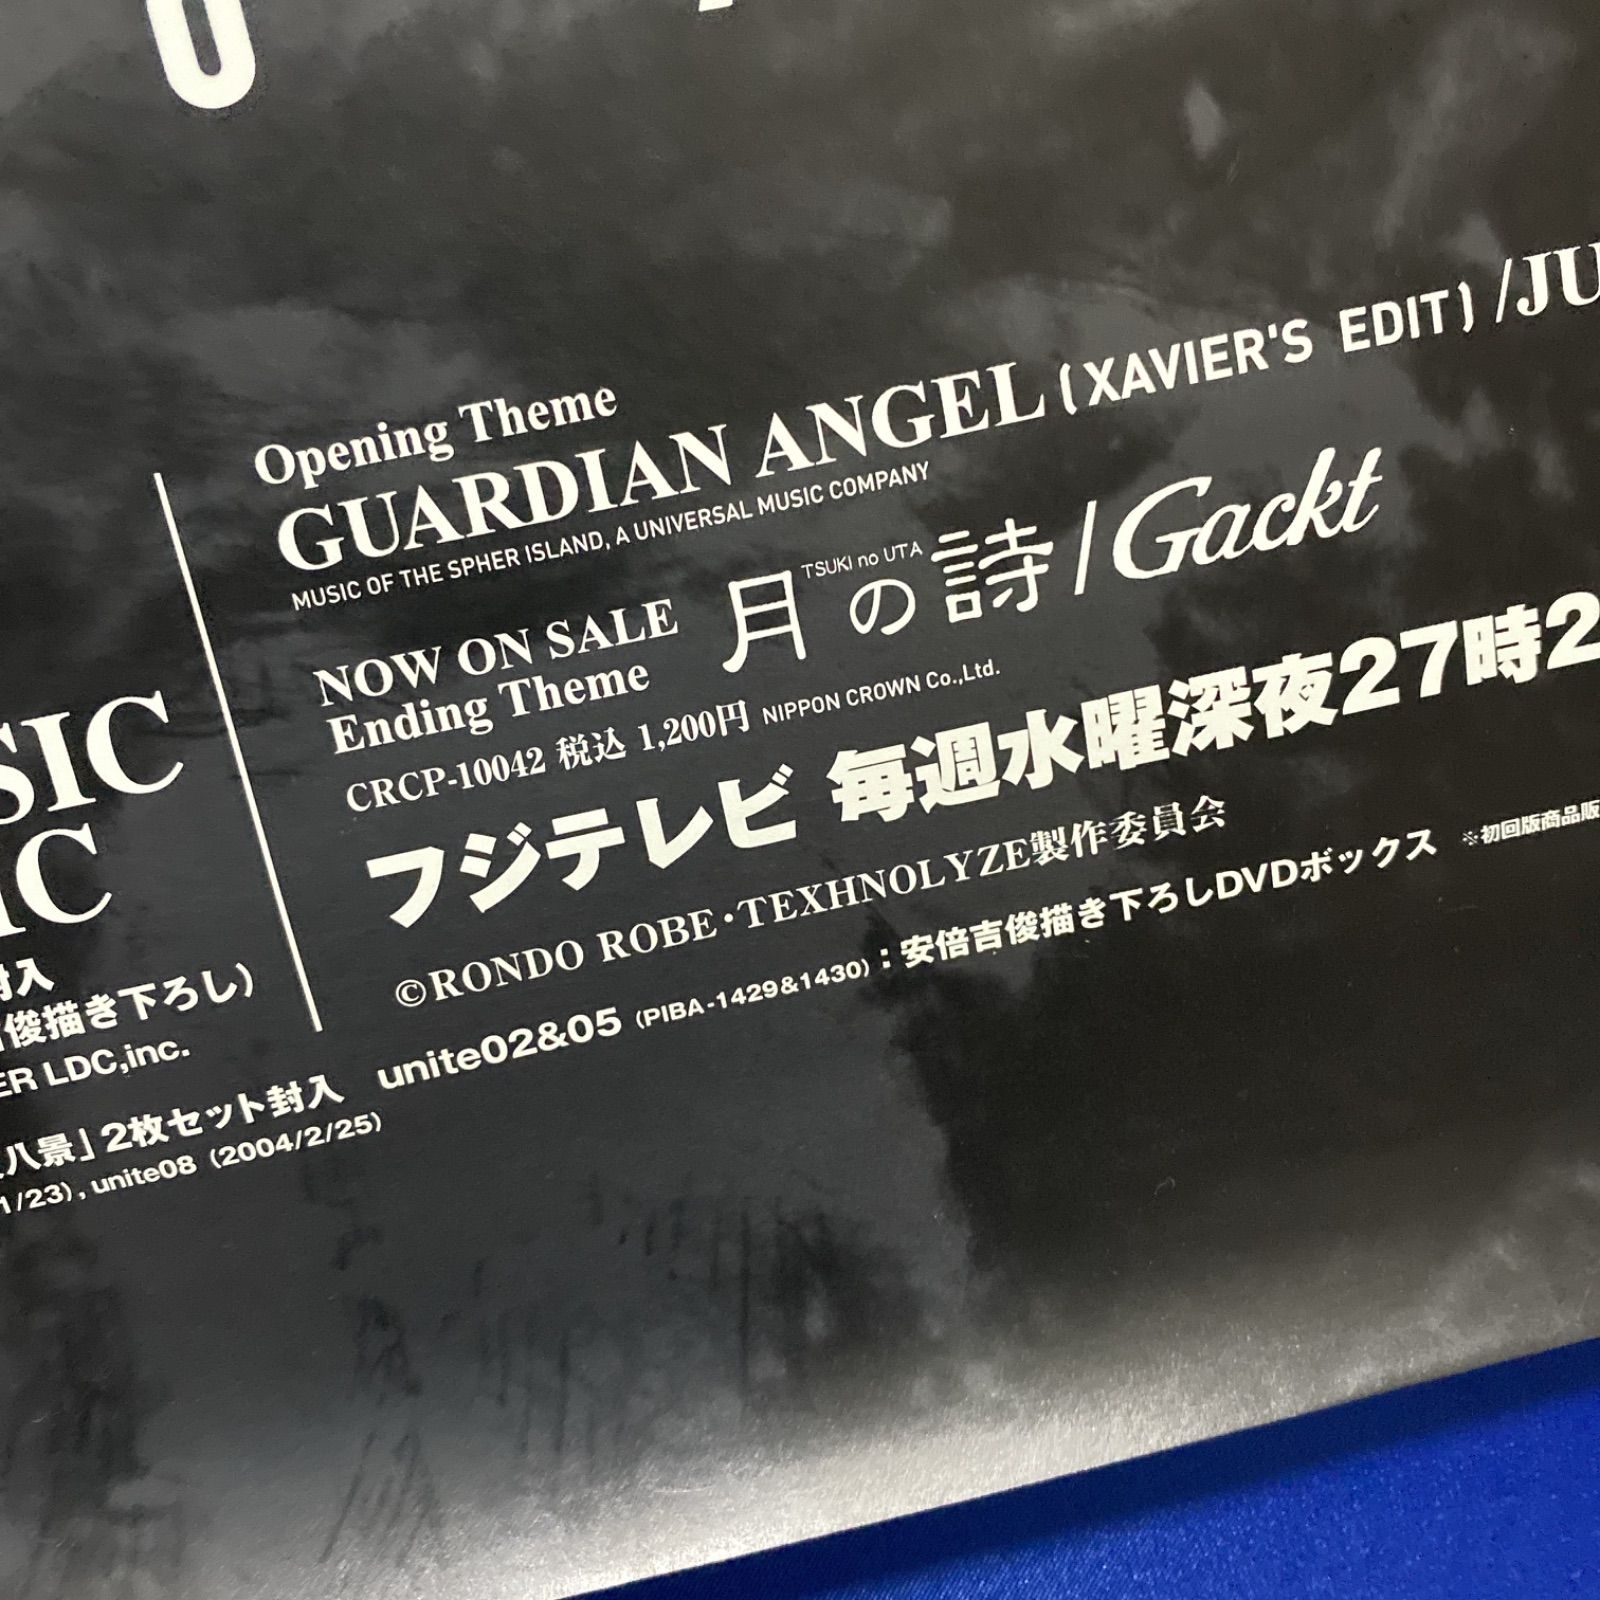 Opening Theme
GUARDIAN ANGEL (XAVIER'S EDIT) /JU
MUSIC OF THE SPHER ISLAND, A UNIVERSAL MUSIC COMPANY
NOW ON SALE
Ending Theme
TSUKI no UTA
月の詩/Gackt
CRCP-10042 税込 1,200円 NIPPON CROWN Co.,Ltd.
フジテレビ 毎週水曜深夜27時2
©RONDO ROBE・TEXHNOLYZE製作委員会
SIC
IC
封入
俊描き下ろし)
ER LDC,inc.
八景」2枚セット封入 unite02&05 (PIBA-1429&1430):安倍吉俊描き下ろしDVDボックス ※初回版商品販
1/23), unite08 (2004/2/25)